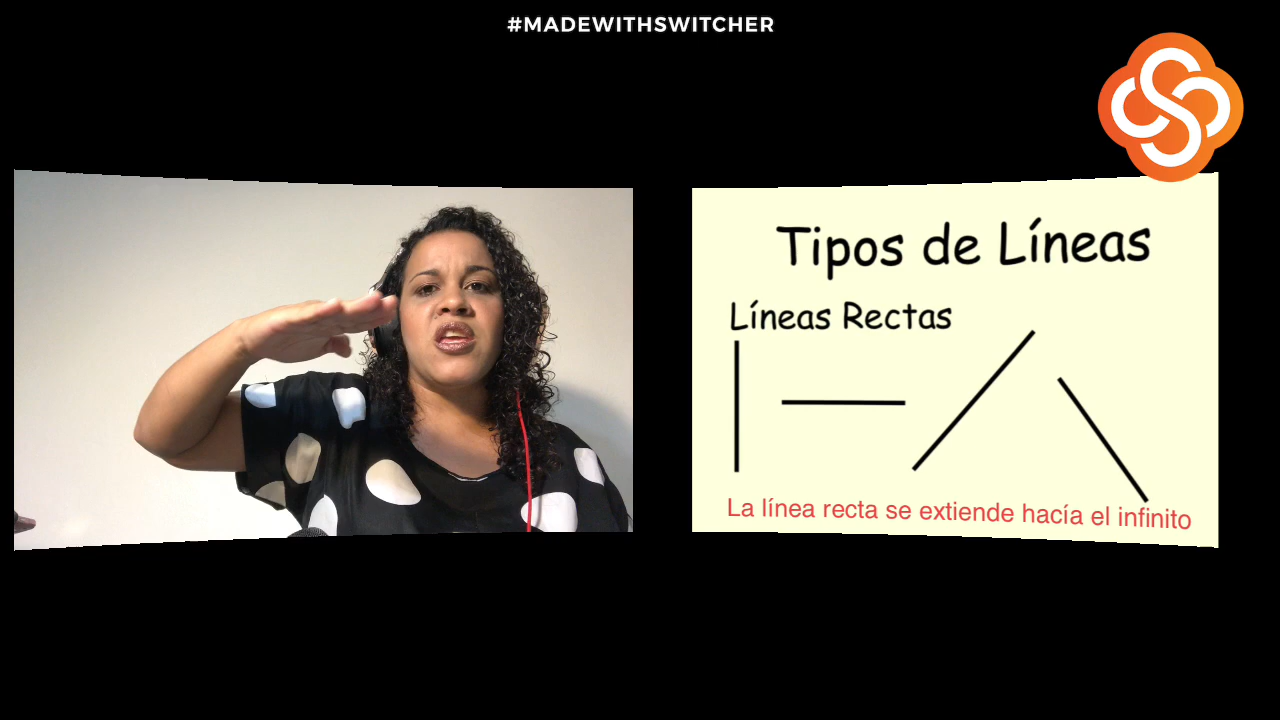 #MADEWITHSWITCHER
Tipos de Líneas
Líneas Rectas
La línea recta se extiende hacía el infinito